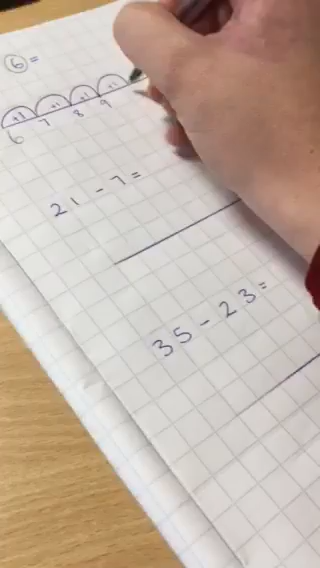 6 =
+1 +1 +1 +1
6 7 8 9
21 - 7 =
35 - 23 =